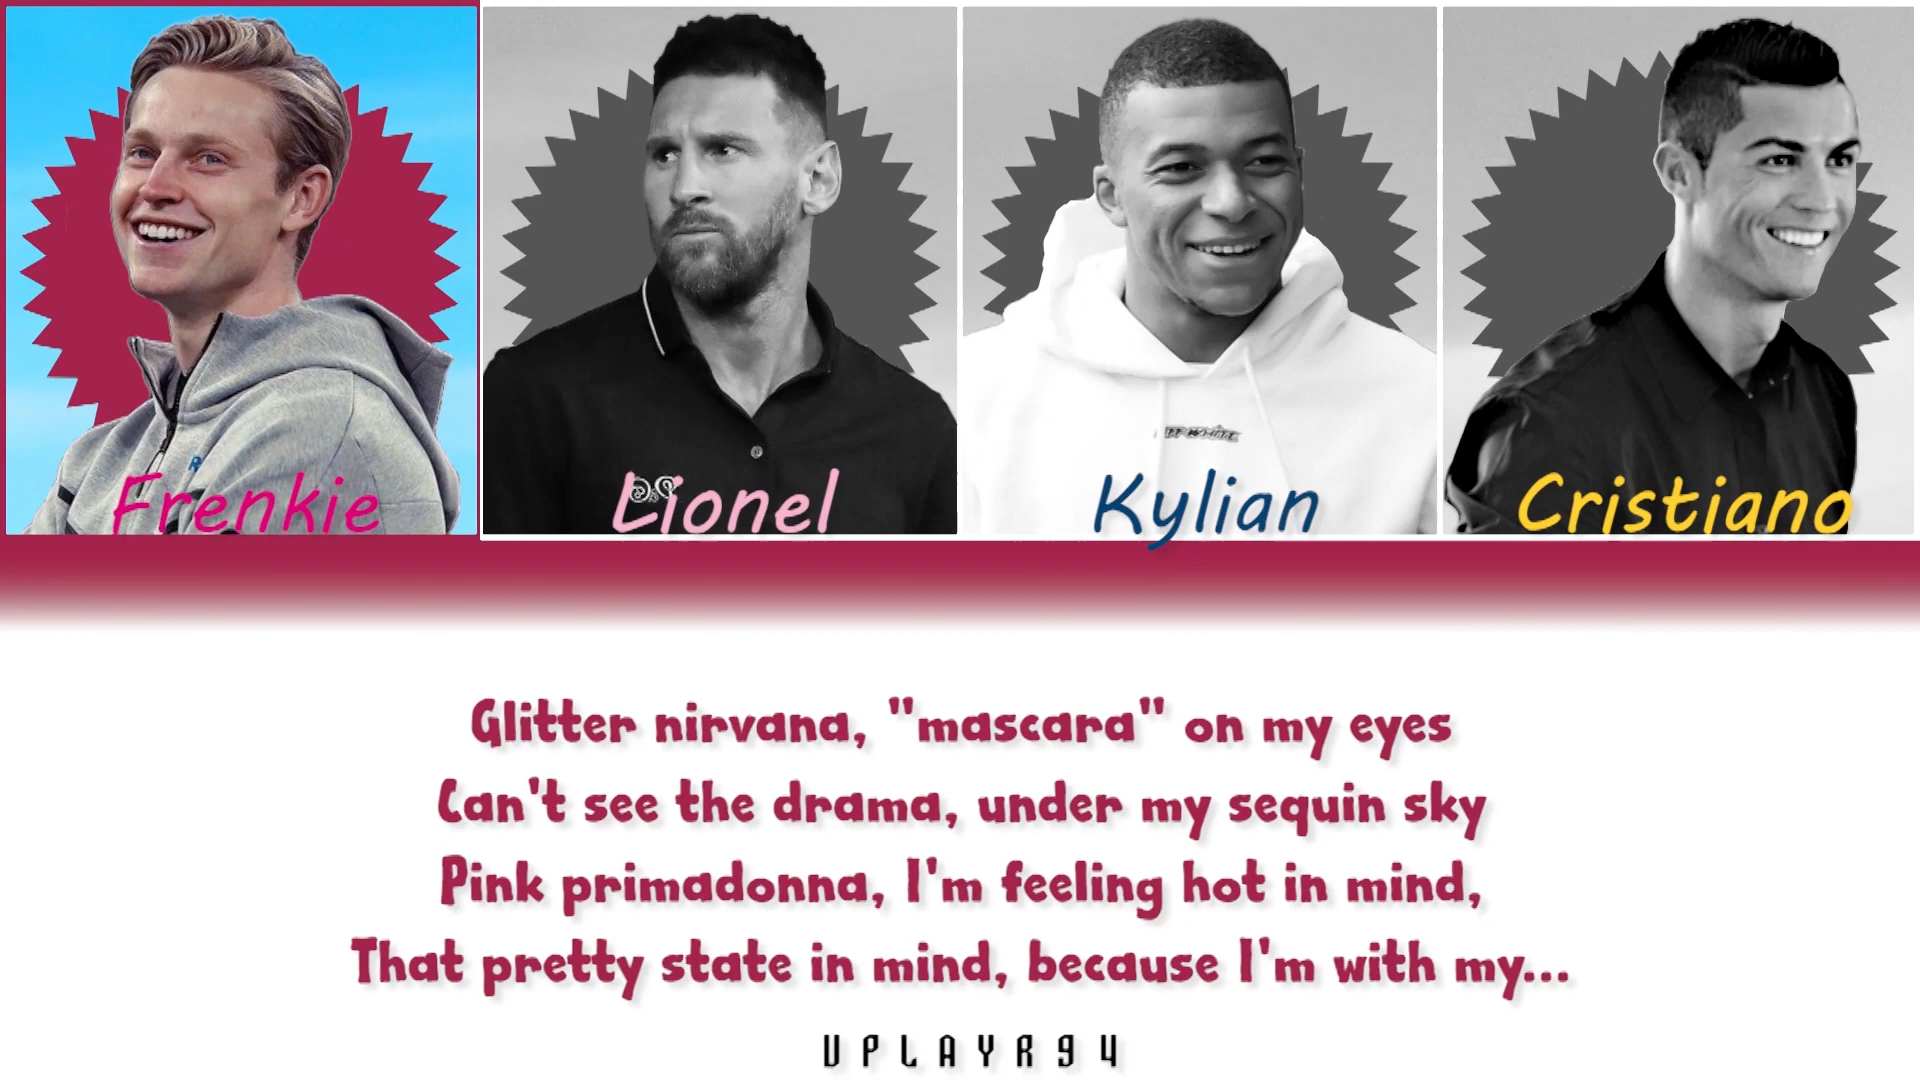 Frenkie
Lionel
Kylian
Cristiano
Glitter nirvana, "mascara" on my eyes
Can't see the drama, under my sequin sky
Pink primadonna, I'm feeling hot in mind,
That pretty state in mind, because I'm with my...
UPLAYR94